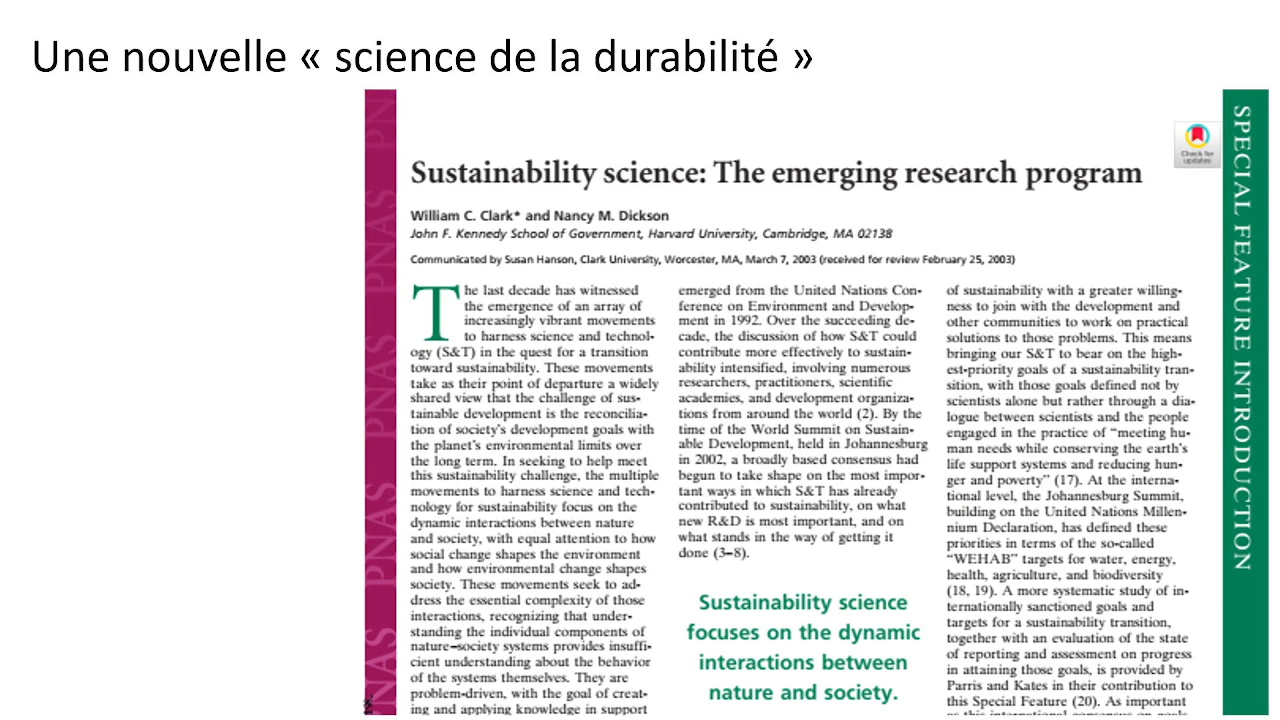 Une nouvelle « science de la durabilité »
PNAS PNAS PNAS PN
SPECIAL FEATURE INTRODUCTION
Check for
updates
Sustainability science: The emerging research program
William C. Clark* and Nancy M. Dickson
John F. Kennedy School of Government, Harvard University, Cambridge, MA 02138
Communicated by Susan Hanson, Clark University, Worcester, MA, March 7, 2003 (received for review February 25, 2003)
The last decade has witnessed
the emergence of an array of
increasingly vibrant movements
to harness science and technol-
ogy (S&T) in the quest for a transition
toward sustainability. These movements
take as their point of departure a widely
shared view that the challenge of sus-
tainable development is the reconcilia-
tion of society's development goals with
the planet's environmental limits over
the long term. In seeking to help meet
this sustainability challenge, the multiple
movements to harness science and tech-
nology for sustainability focus on the
dynamic interactions between nature
and society, with equal attention to how
social change shapes the environment
and how environmental change shapes
society. These movements seek to ad-
dress the essential complexity of those
interactions, recognizing that under-
standing the individual components of
nature–society systems provides insuffi-
cient understanding about the behavior
of the systems themselves. They are
problem-driven, with the goal of creat-
ing and applying knowledge in support
emerged from the United Nations Con-
ference on Environment and Develop-
ment in 1992. Over the succeeding de-
cade, the discussion of how S&T could
contribute more effectively to sustain-
ability intensified, involving numerous
researchers, practitioners, scientific
academies, and development organiza-
tions from around the world (2). By the
time of the World Summit on Sustain-
able Development, held in Johannesburg
in 2002, a broadly based consensus had
begun to take shape on the most impor-
tant ways in which S&T has already
contributed to sustainability, on what
new R&D is most important, and on
what stands in the way of getting it
done (3–8).
Sustainability science
focuses on the dynamic
interactions between
nature and society.
of sustainability with a greater willing-
ness to join with the development and
other communities to work on practical
solutions to those problems. This means
bringing our S&T to bear on the high-
est-priority goals of a sustainability tran-
sition, with those goals defined not by
scientists alone but rather through a dia-
logue between scientists and the people
engaged in the practice of “meeting hu-
man needs while conserving the earth's
life support systems and reducing hun-
ger and poverty” (17). At the interna-
tional level, the Johannesburg Summit,
building on the United Nations Millen-
nium Declaration, has defined these
priorities in terms of the so-called
“WEHAB” targets for water, energy,
health, agriculture, and biodiversity
(18, 19). A more systematic study of in-
ternationally sanctioned goals and
targets for a sustainability transition,
together with an evaluation of the state
of reporting and assessment on progress
in attaining those goals, is provided by
Parris and Kates in their contribution to
this Special Feature (20). As important
as this international consensus on goals